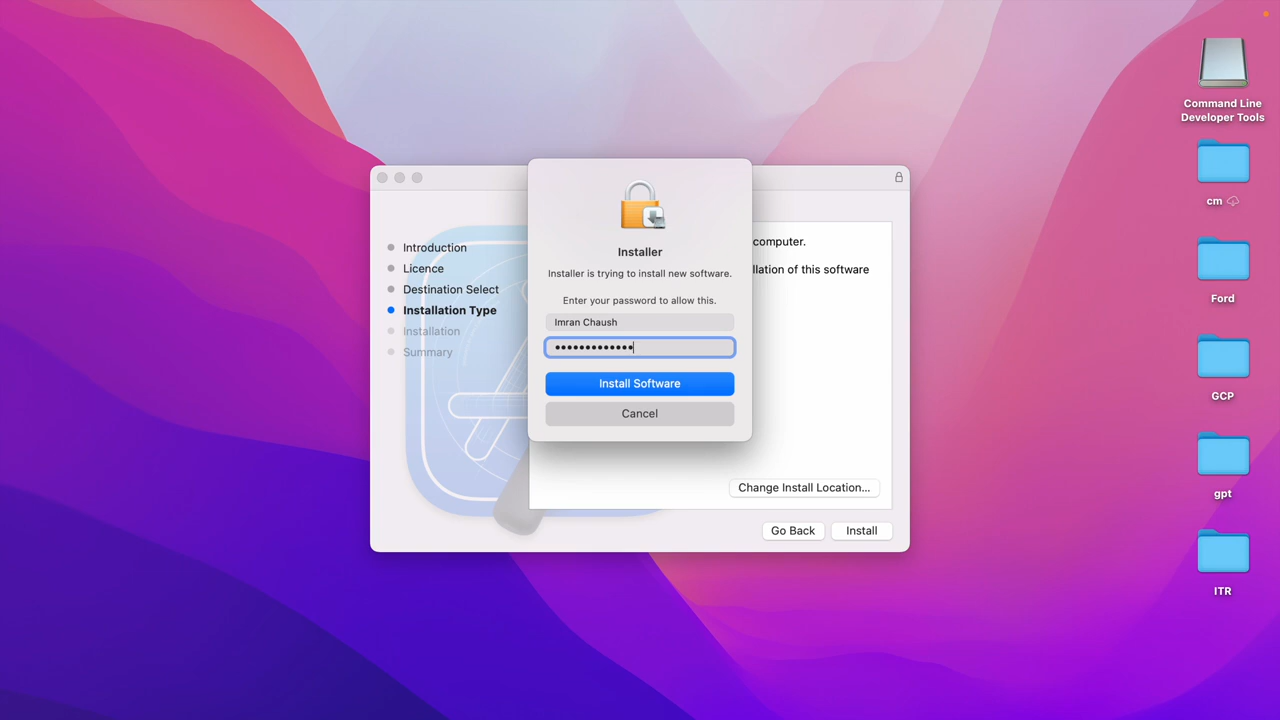 Command Line
Developer Tools
cm
Ford
GCP
gpt
ITR
Introduction
Licence
Destination Select
Installation Type
Installation
Summary
computer.
llation of this software
Change Install Location...
Go Back
Install
Installer
Installer is trying to install new software.
Enter your password to allow this.
Imran Chaush
•••••••••••••
Install Software
Cancel